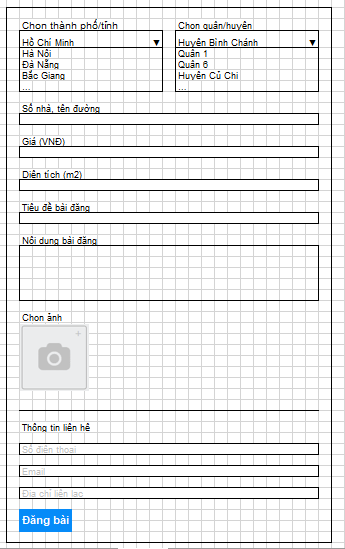 Chọn thành phố/tỉnh
Chọn quận/huyện
Hồ Chí Minh ▼
Huyện Bình Chánh ▼
Hà Nội
Quận 1
Đà Nẵng
Quận 6
Bắc Giang
Huyện Củ Chi
...
...
Số nhà, tên đường
Giá (VNĐ)
Diện tích (m2)
Tiêu đề bài đăng
Nội dung bài đăng
Chọn ảnh
+
Thông tin liên hệ
Số điện thoại
Email
Địa chỉ liên lạc
Đăng bài